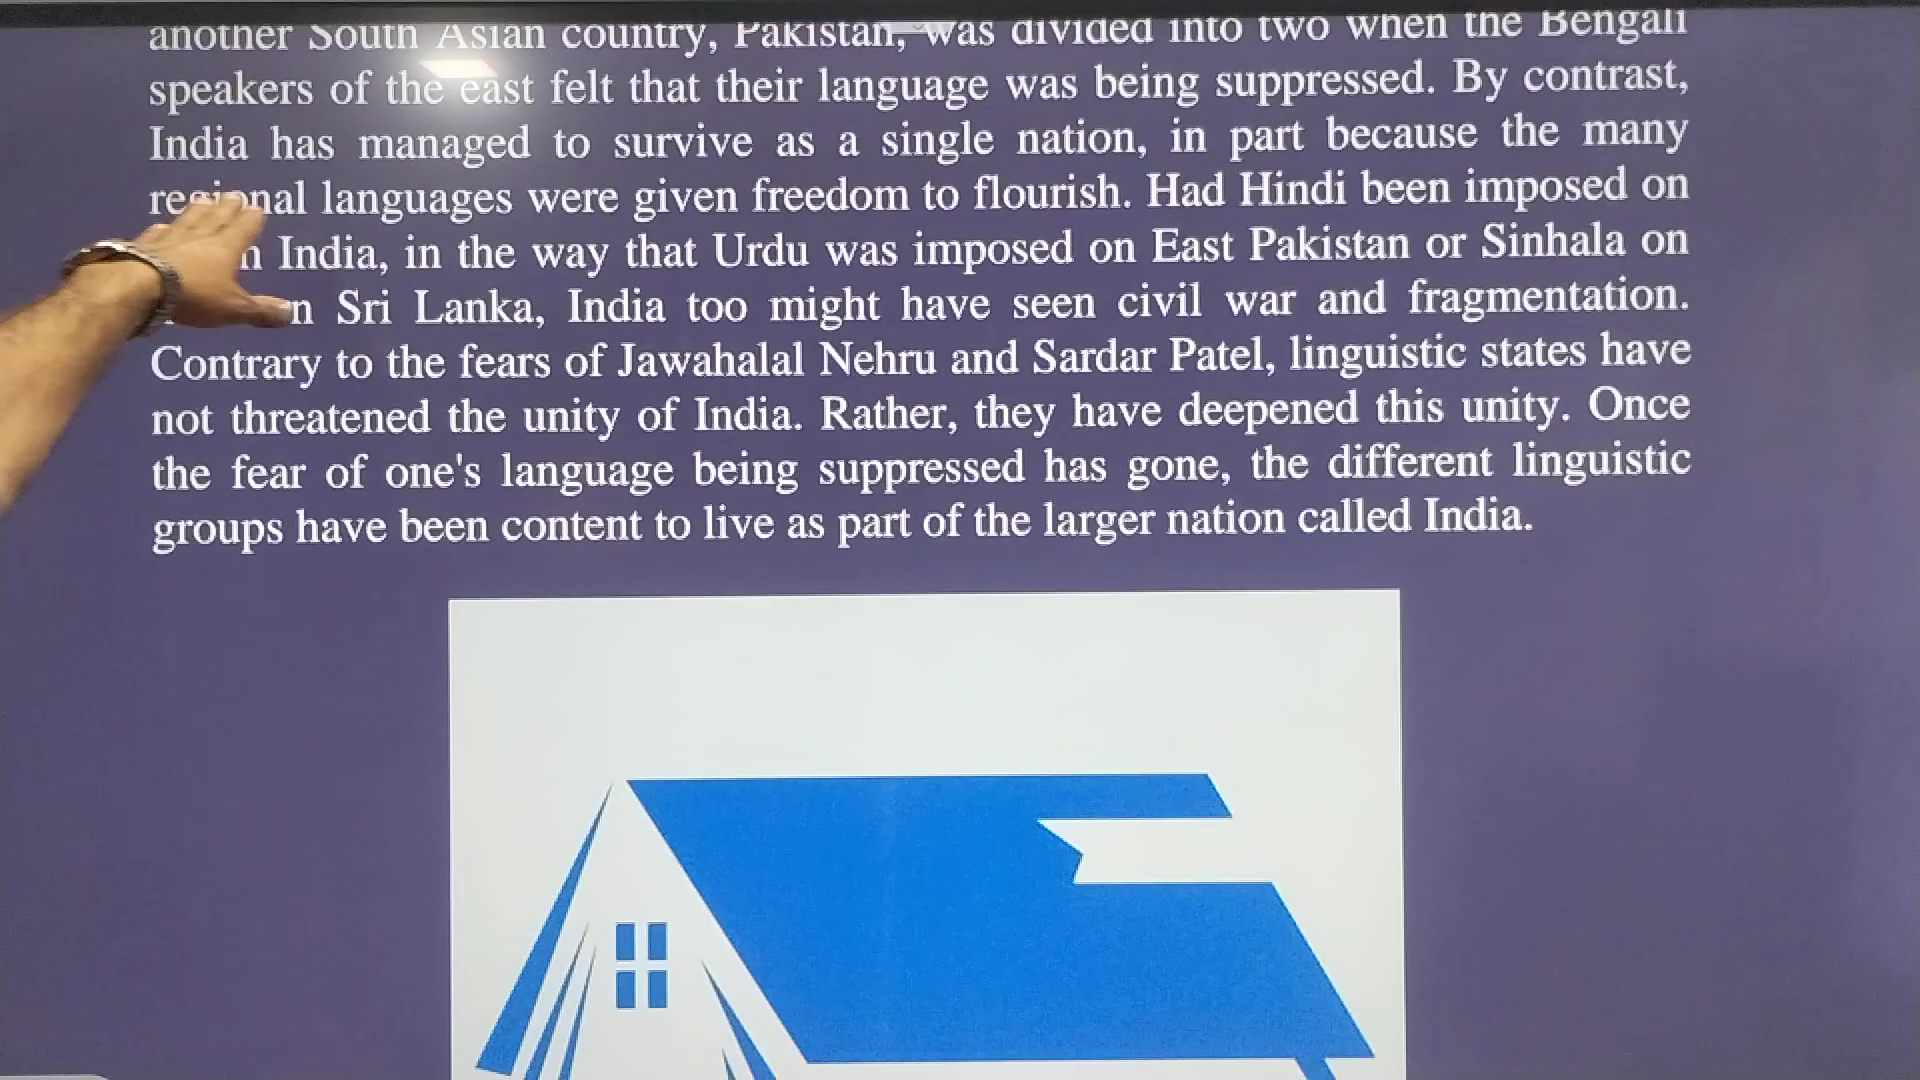 another South Asian country, Pakistan, was divided into two when the Bengali
speakers of the east felt that their language was being suppressed. By contrast,
India has managed to survive as a single nation, in part because the many
regional languages were given freedom to flourish. Had Hindi been imposed on
India, in the way that Urdu was imposed on East Pakistan or Sinhala on
Sri Lanka, India too might have seen civil war and fragmentation.
Contrary to the fears of Jawahalal Nehru and Sardar Patel, linguistic states have
not threatened the unity of India. Rather, they have deepened this unity. Once
the fear of one's language being suppressed has gone, the different linguistic
groups have been content to live as part of the larger nation called India.